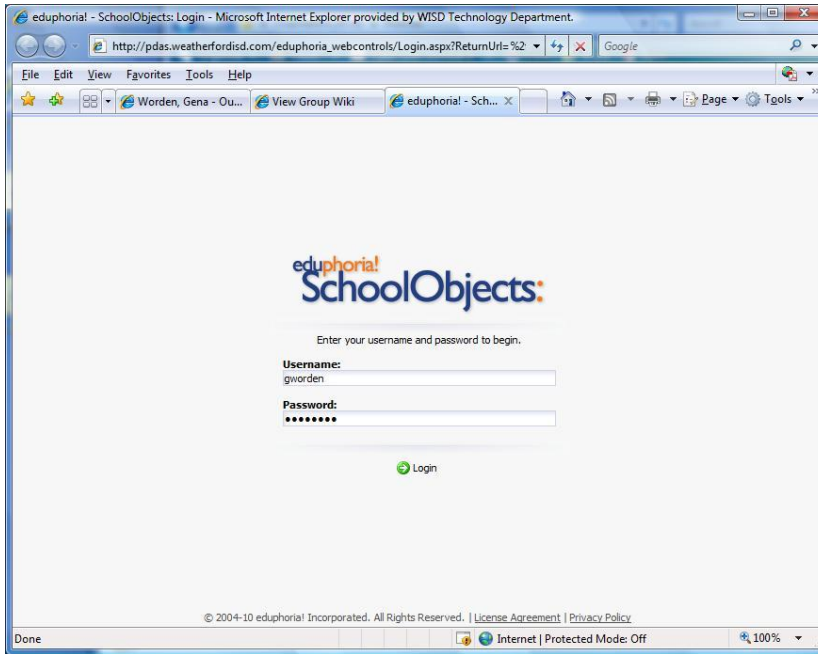 eduphoria! - SchoolObjects: Login - Microsoft Internet Explorer provided by WISD Technology Department.
http://pdas.weatherfordisd.com/eduphoria_webcontrols/Login.aspx?ReturnUrl=%2
Google
File Edit View Favorites Tools Help
Worden, Gena - Ou... View Group Wiki eduphoria! - Sch... Page Tools
eduphoria!
SchoolObjects:
Enter your username and password to begin.
Username:
gworden
Password:
••••••••
Login
© 2004-10 eduphoria! Incorporated. All Rights Reserved. | License Agreement | Privacy Policy
Done Internet | Protected Mode: Off 100%